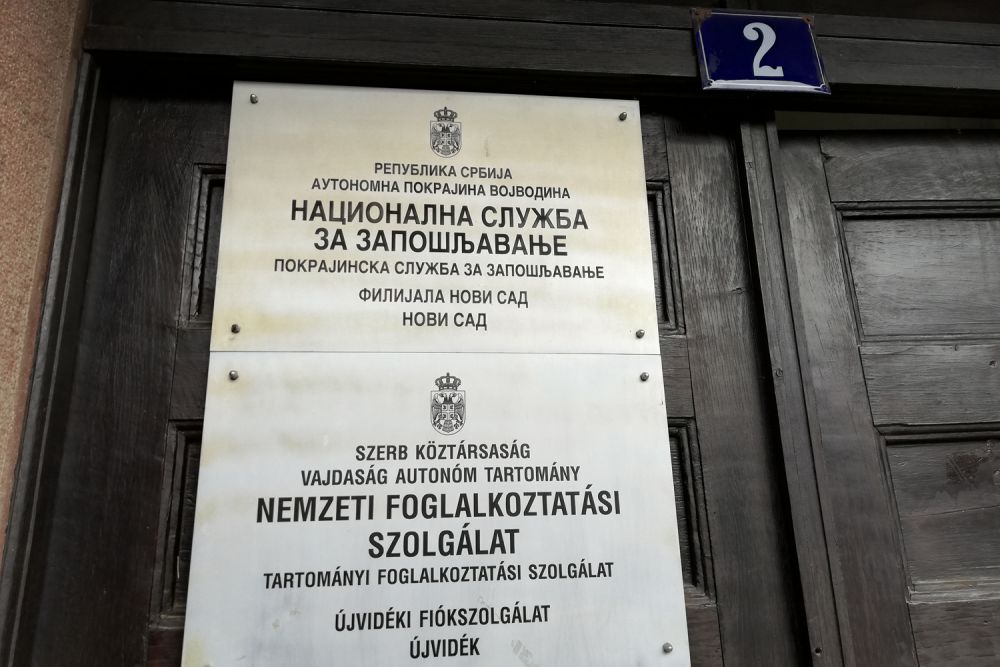 2
РЕПУБЛИКА СРБИЈА
АУТОНОМНА ПОКРАЈИНА ВОЈВОДИНА
НАЦИОНАЛНА СЛУЖБА
ЗА ЗАПОШЉАВАЊЕ
ПОКРАЈИНСКА СЛУЖБА ЗА ЗАПОШЉАВАЊЕ
ФИЛИЈАЛА НОВИ САД
НОВИ САД
SZERB KÖZTÁRSASÁG
VAJDASÁG AUTONÓM TARTOMÁNY
NEMZETI FOGLALKOZTATÁSI
SZOLGÁLAT
TARTOMÁNYI FOGLALKOZTATÁSI SZOLGÁLAT
ÚJVIDÉKI FIÓKSZOLGÁLAT
ÚJVIDÉK